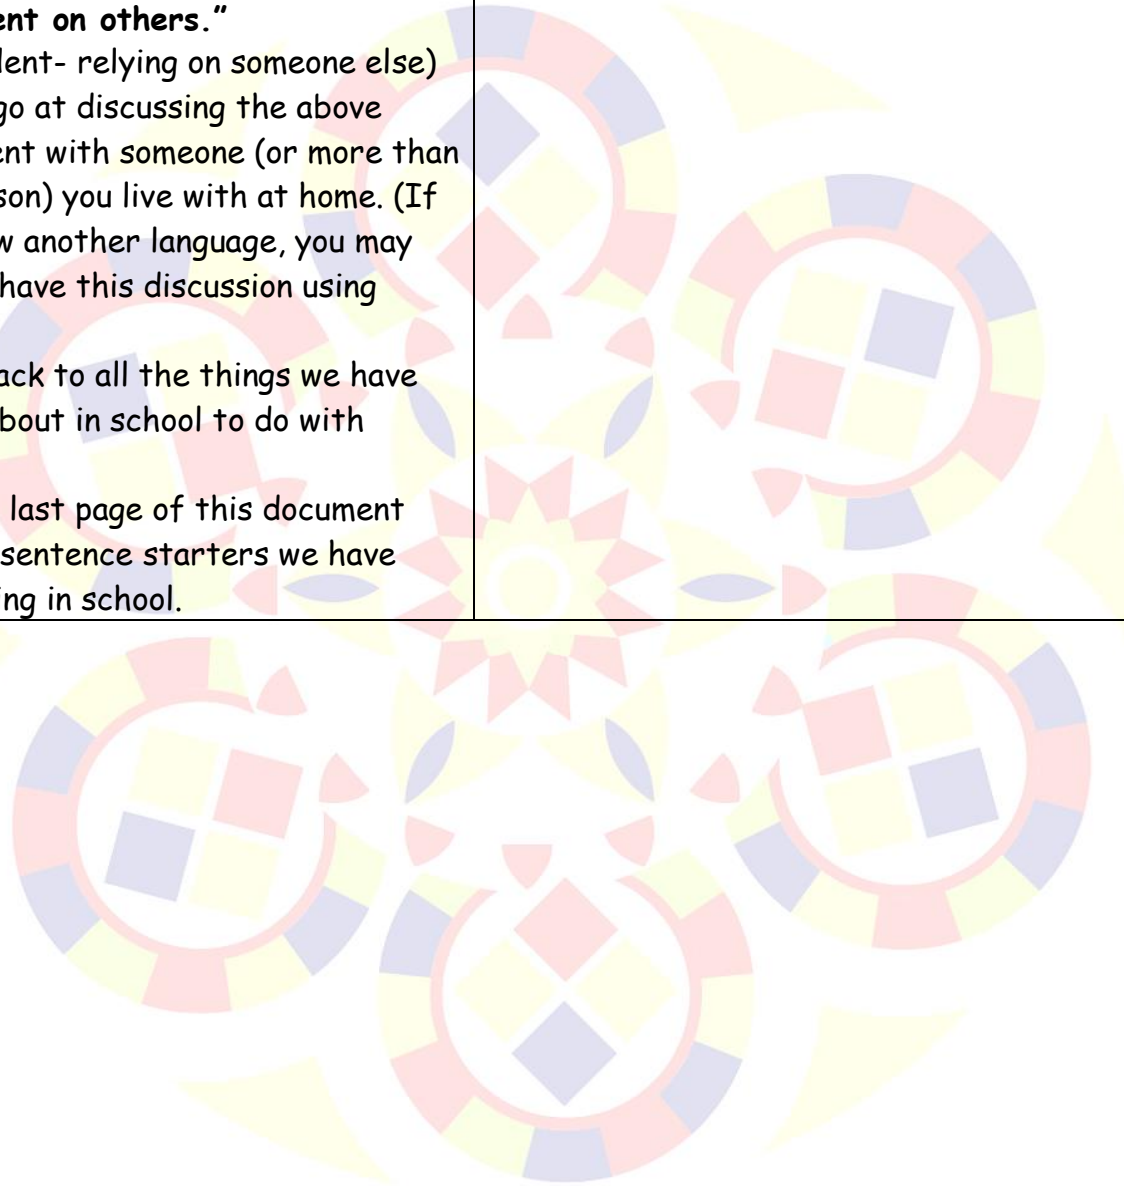 ent on others.”
lent- relying on someone else)
go at discussing the above
ent with someone (or more than
son) you live with at home. (If
w another language, you may
have this discussion using

ack to all the things we have
bout in school to do with

last page of this document
sentence starters we have
ing in school.